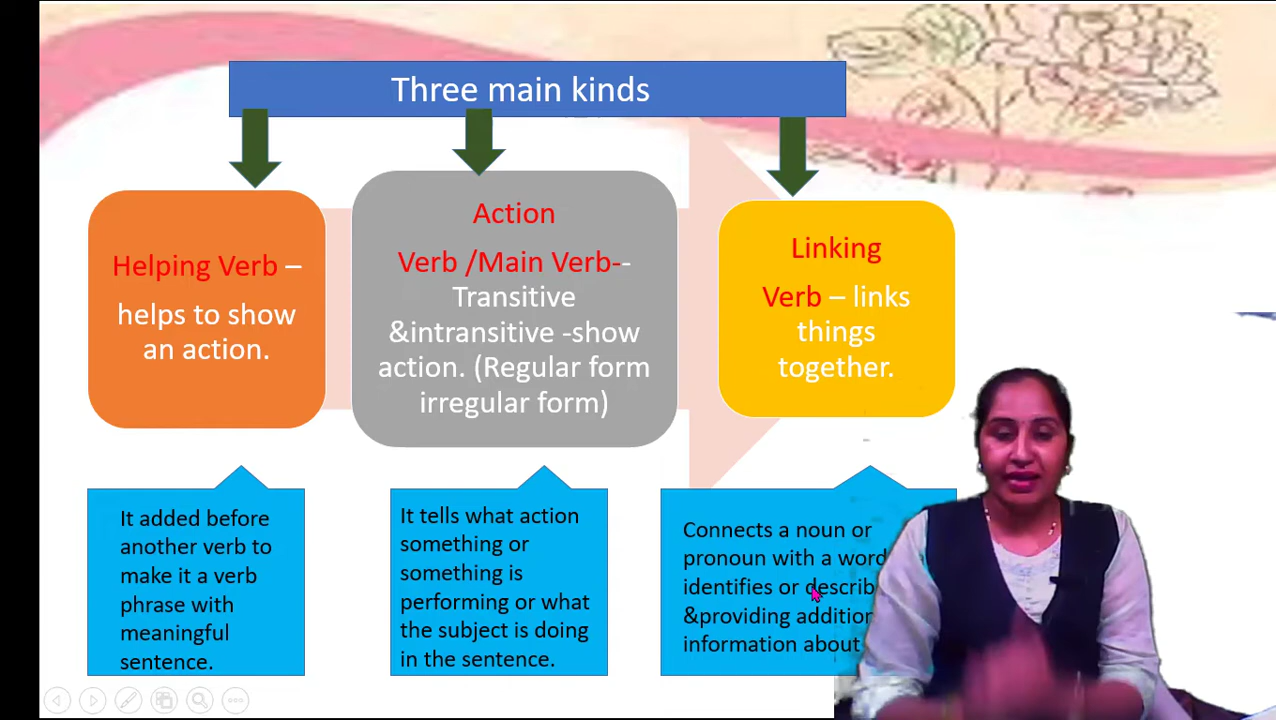 Three main kinds
Helping Verb –
helps to show
an action.
Action
Verb /Main Verb--
Transitive
&intransitive -show
action. (Regular form
irregular form)
Linking
Verb – links
things
together.
It added before
another verb to
make it a verb
phrase with
meaningful
sentence.
It tells what action
something or
something is
performing or what
the subject is doing
in the sentence.
Connects a noun or
pronoun with a word
identifies or
&providing
information about